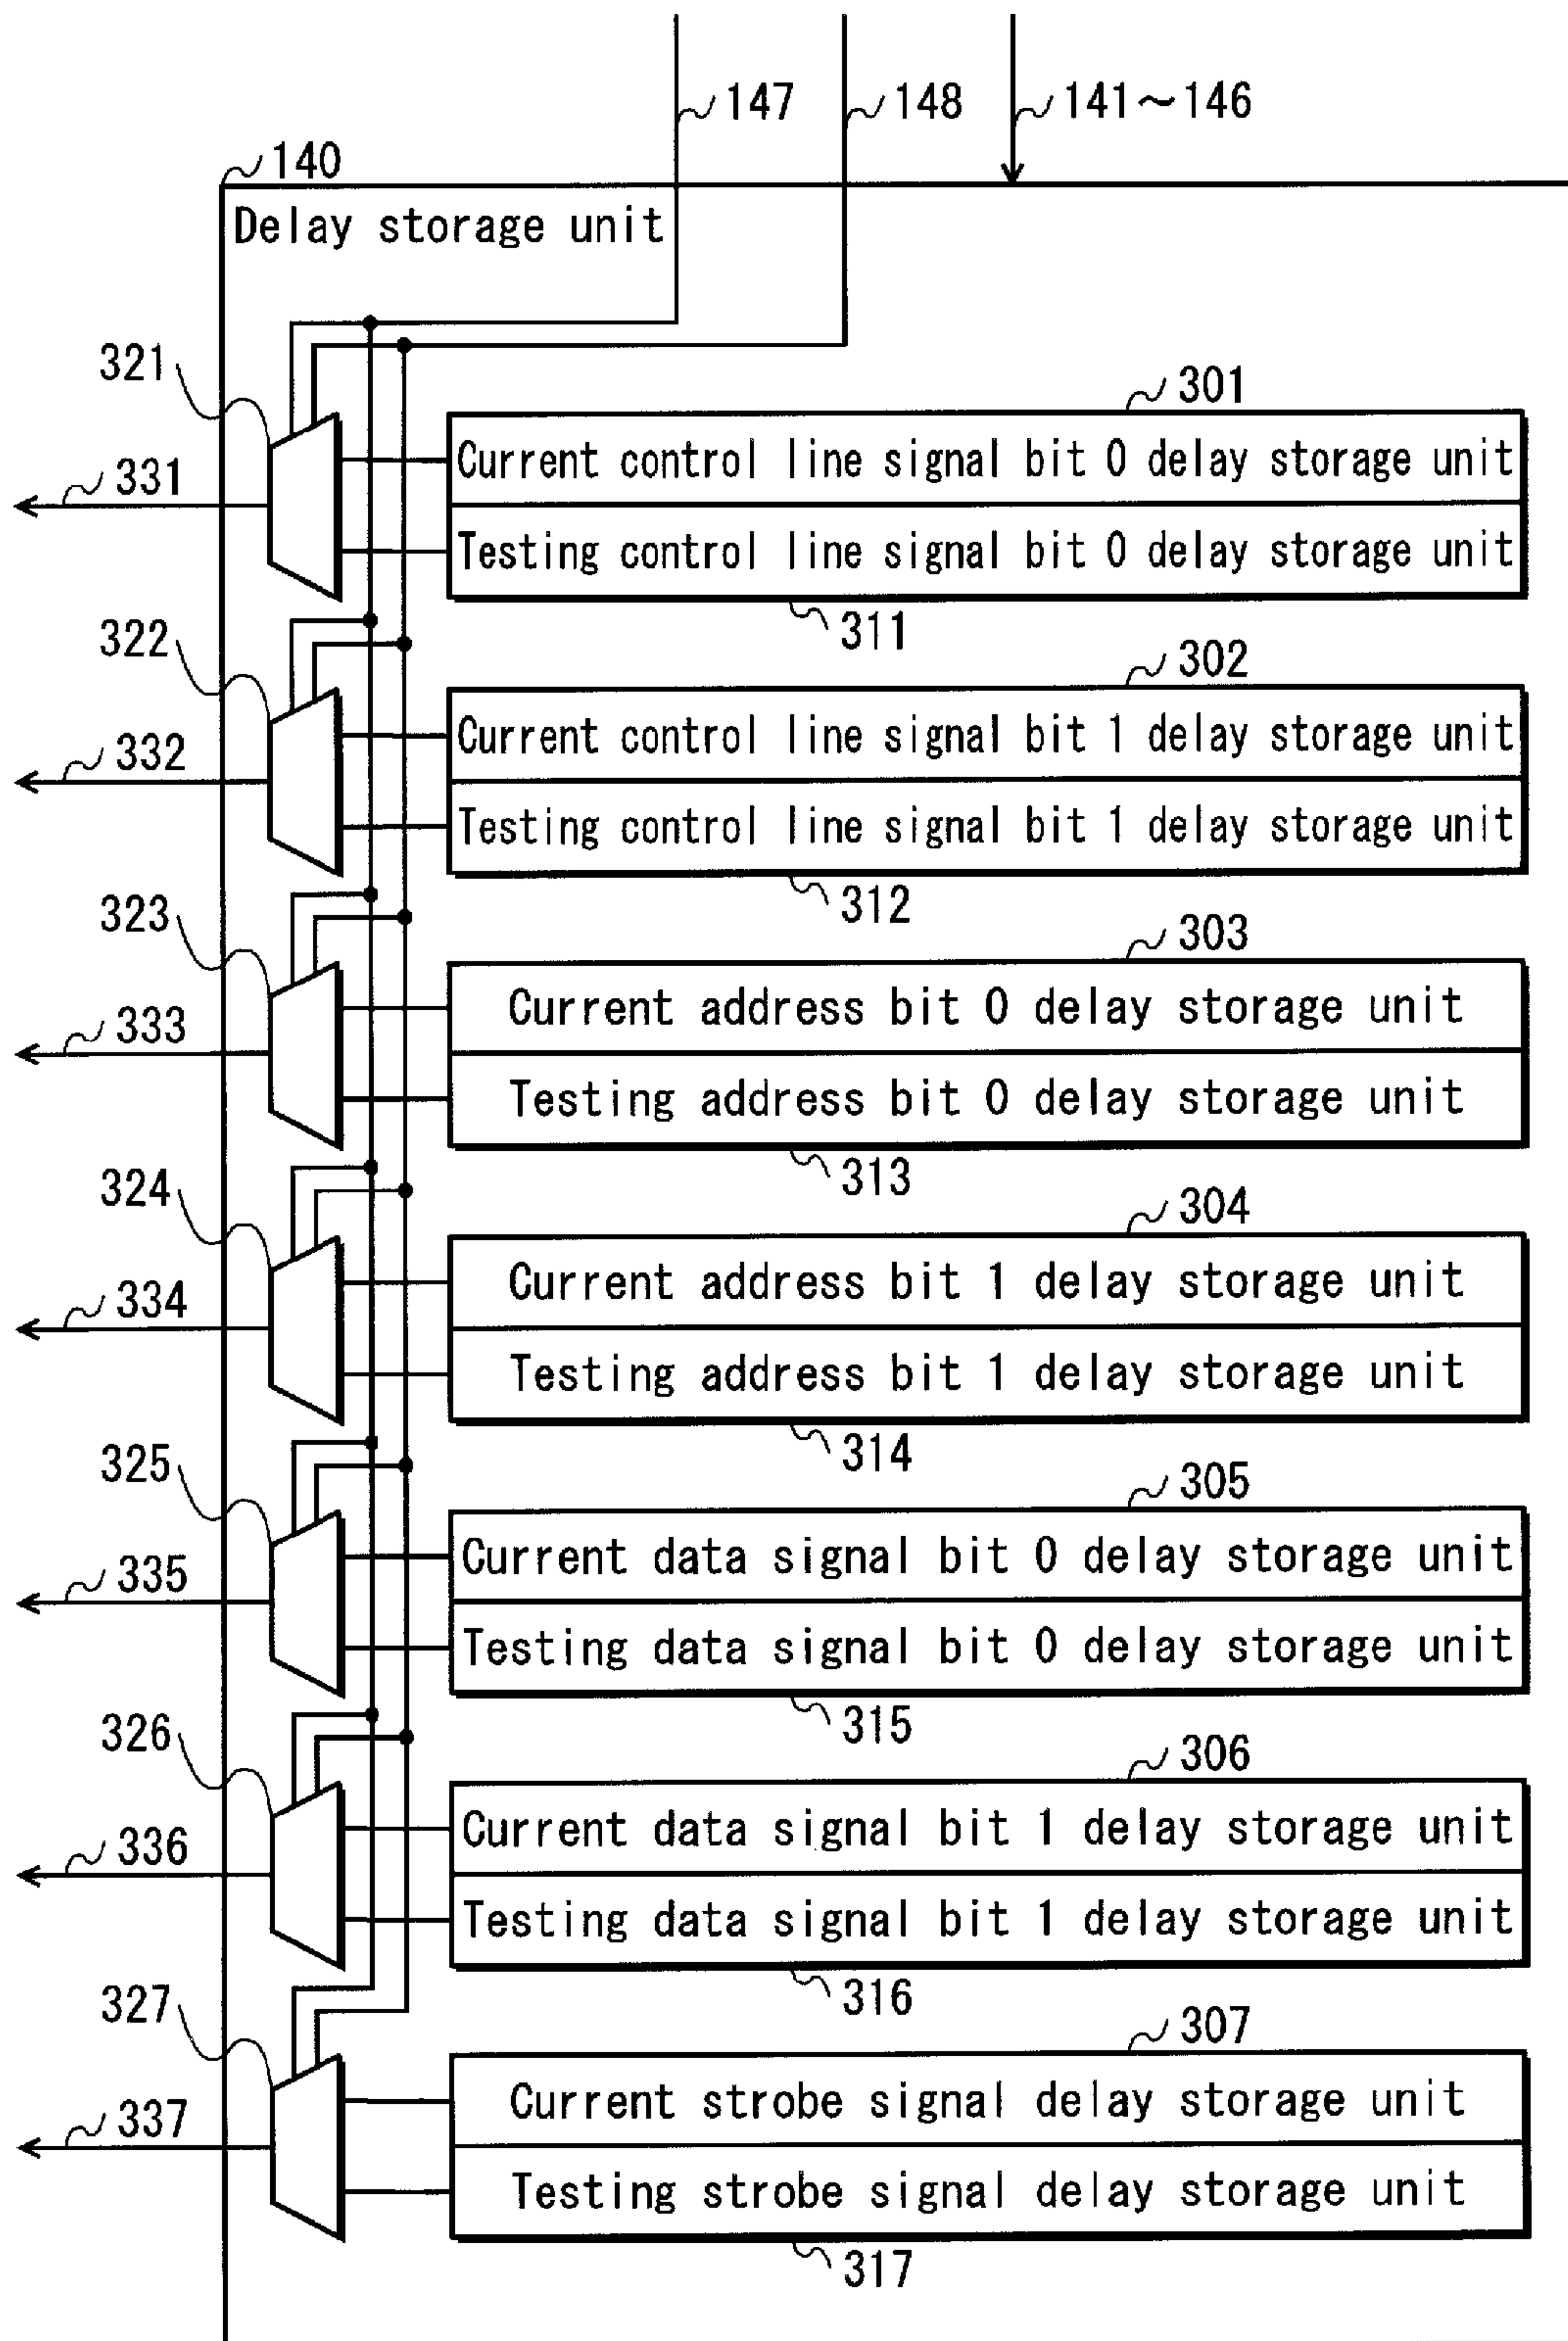 147
148
141～146
140
Delay storage unit
321
301
331
Current control line signal bit 0 delay storage unit
Testing control line signal bit 0 delay storage unit
311
322
302
332
Current control line signal bit 1 delay storage unit
Testing control line signal bit 1 delay storage unit
312
323
303
333
Current address bit 0 delay storage unit
Testing address bit 0 delay storage unit
313
324
304
334
Current address bit 1 delay storage unit
Testing address bit 1 delay storage unit
314
325
305
335
Current data signal bit 0 delay storage unit
Testing data signal bit 0 delay storage unit
315
326
306
336
Current data signal bit 1 delay storage unit
Testing data signal bit 1 delay storage unit
316
327
307
337
Current strobe signal delay storage unit
Testing strobe signal delay storage unit
317